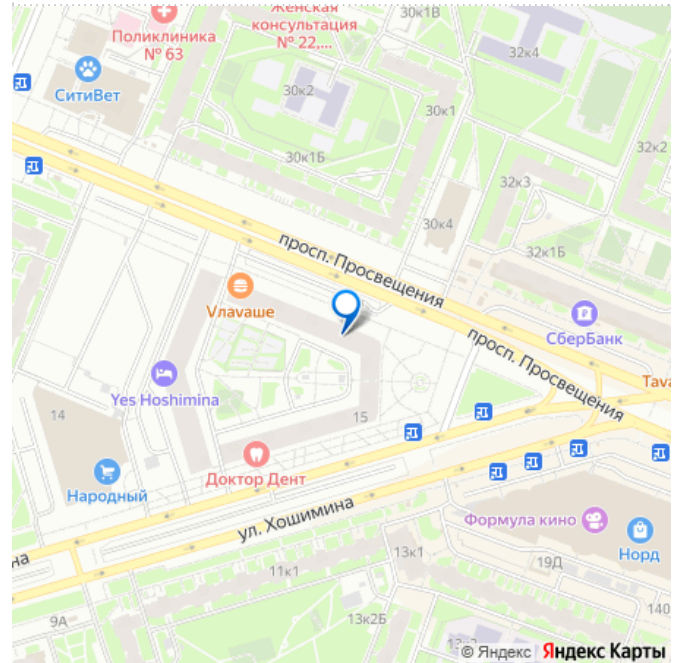 Женская
консультация
№ 22,...
30к1В
Поликлиника
№ 63
32к4
СитиВет
30к2
30к1
30к1Б
32к2
32к3
30к4
32к1Б
просп. Просвещения
Vлаvаше
СберБанк
просп. Просвещения
Tava
Yes Hoshimina
14
15
Доктор Дент
Народный
ул. Хошимина
Формула кино
Норд
на
13к1
19Д
11к1
140
9А
13к2Б
© Яндекс Яндекс Карты